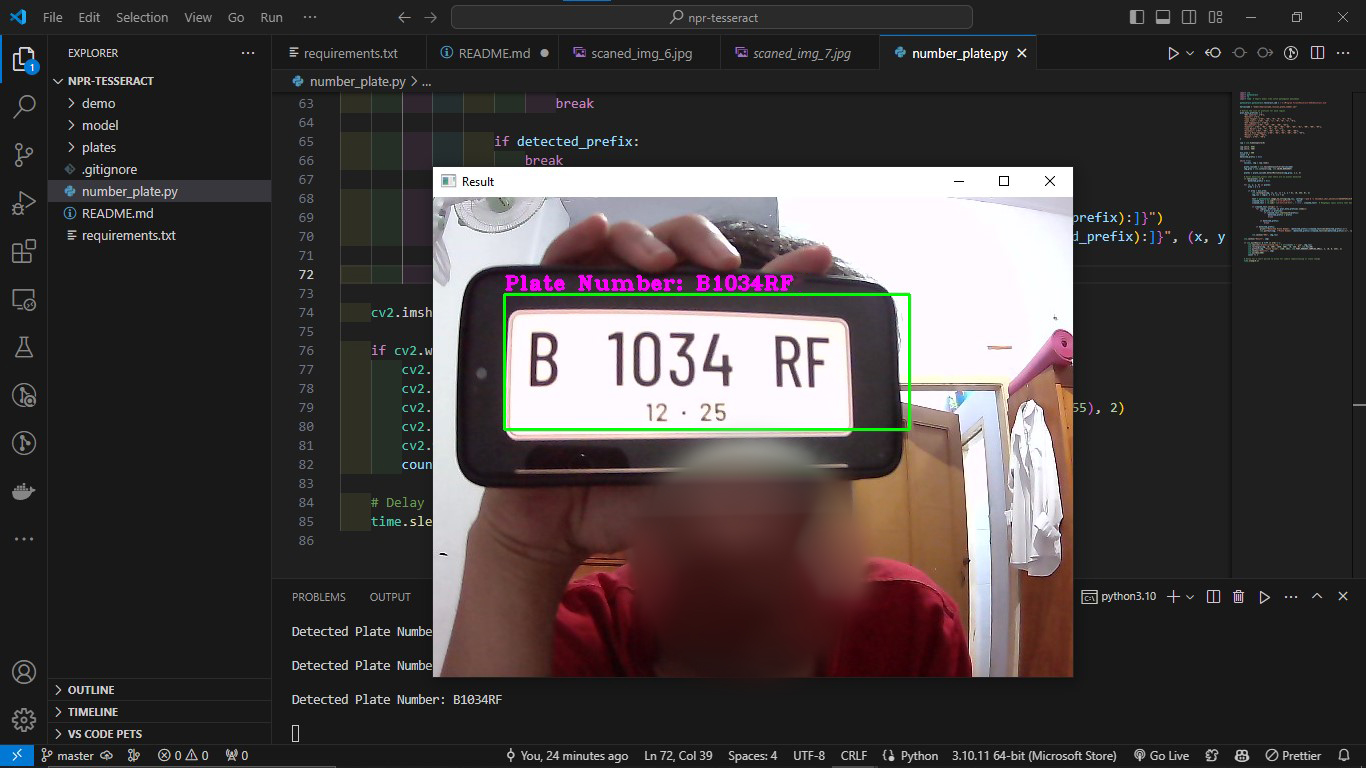 File Edit Selection View Go Run ··· npr-tesseract
EXPLORER ···
NPR-TESSERACT
demo
model
plates
.gitignore
number_plate.py
README.md
requirements.txt
OUTLINE
TIMELINE
VS CODE PETS
1
requirements.txt README.md scaned_img_6.jpg scaned_img_7.jpg number_plate.py
number_plate.py > ...
63 break
64
65 if detected_prefix:
66 break
67
68
69 prefix):]}")
70 d_prefix):]}", (x, y
71
72
73
74 cv2.imsh
75
76 if cv2.w
77 cv2.
78 cv2.
79 cv2. 55), 2)
80 cv2.
81 cv2.
82 coun
83
84 # Delay
85 time.sle
86
Result
Plate Number: B1034RF
B 1034 RF
12 · 25
PROBLEMS OUTPUT python3.10
Detected Plate Numbe
Detected Plate Numbe
Detected Plate Number: B1034RF
master 0 0 0 You, 24 minutes ago Ln 72, Col 39 Spaces: 4 UTF-8 CRLF Python 3.10.11 64-bit (Microsoft Store) Go Live Prettier